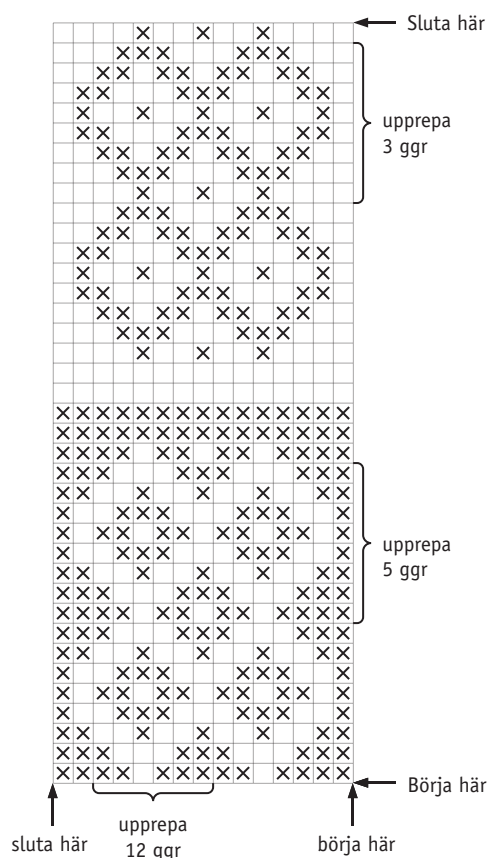 Sluta här
upprepa
3 ggr
upprepa
5 ggr
Börja här
sluta här
upprepa
12 ggr
börja här